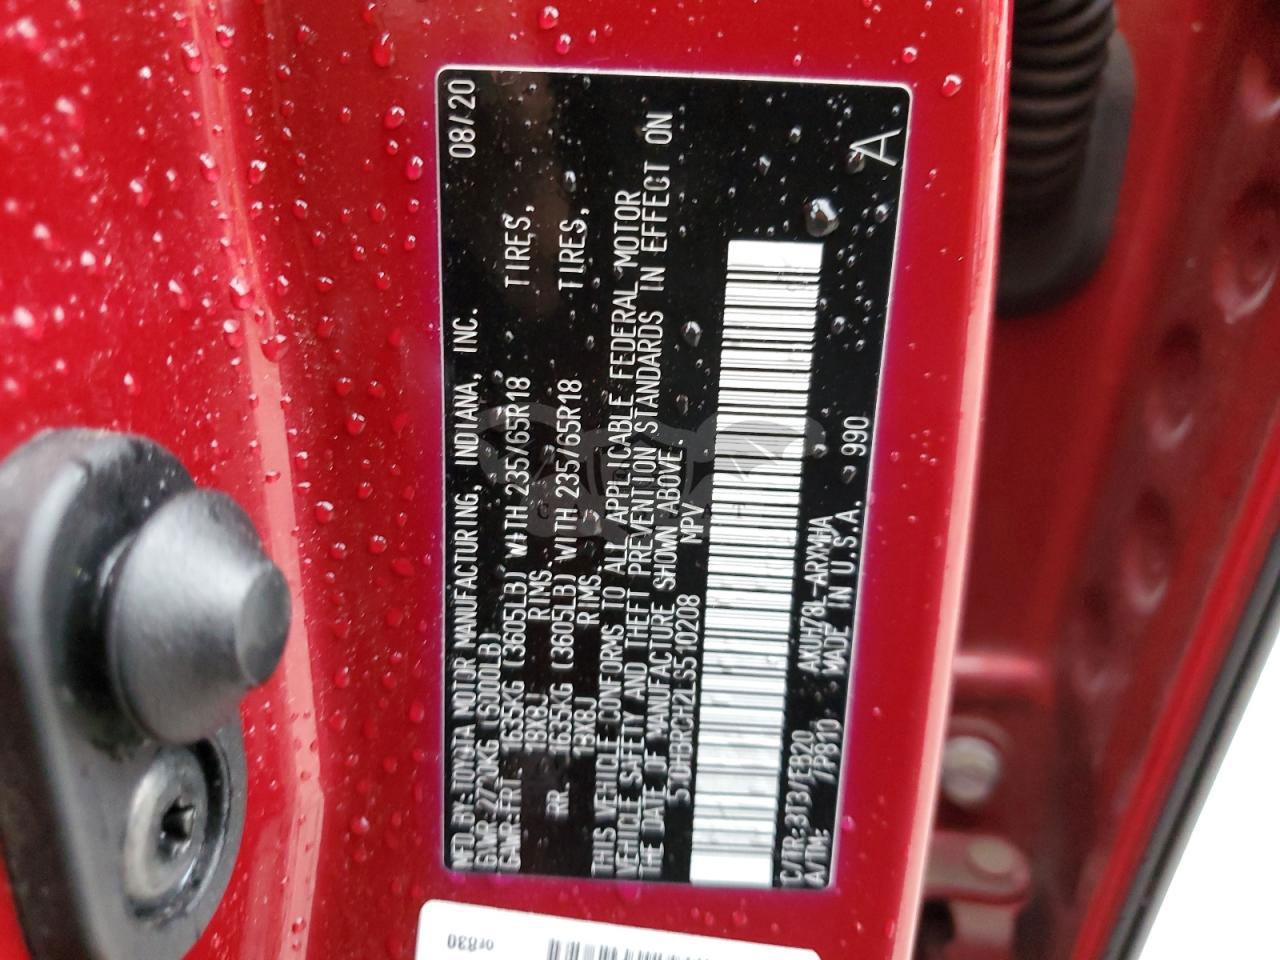 MFD.BY:TOYOTA MOTOR MANUFACTURING, INDIANA, INC. 08/20
GVWR:2720KG (6000LB)
GAWR:FRT. 1635KG (3605LB) WITH 235/65R18 TIRES,
18X8J RIMS,
RR. 1635KG (3605LB) WITH 235/65R18 TIRES,
18X8J RIMS.
THIS VEHICLE CONFORMS TO ALL APPLICABLE FEDERAL MOTOR
VEHICLE SAFETY AND THEFT PREVENTION STANDARDS IN EFFECT ON
THE DATE OF MANUFACTURE SHOWN ABOVE.
5TDHBRCH2LS510208 MPV
C/TR:3T3/EB20 AXUH78L-ARXMHA
A/TM: /P810 MADE IN U.S.A. 990
A
or830